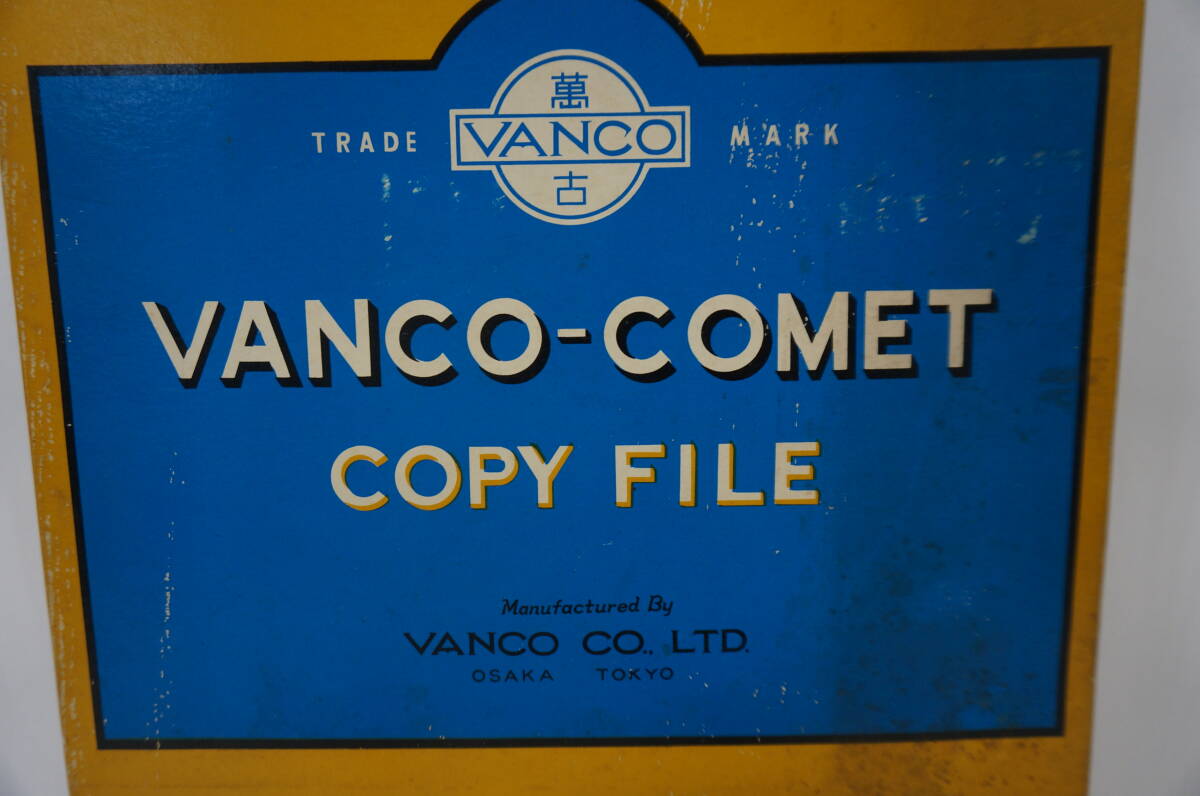 萬
TRADE VANCO MARK
古
VANCO-COMET
COPY FILE
Manufactured By
VANCO CO., LTD.
OSAKA TOKYO